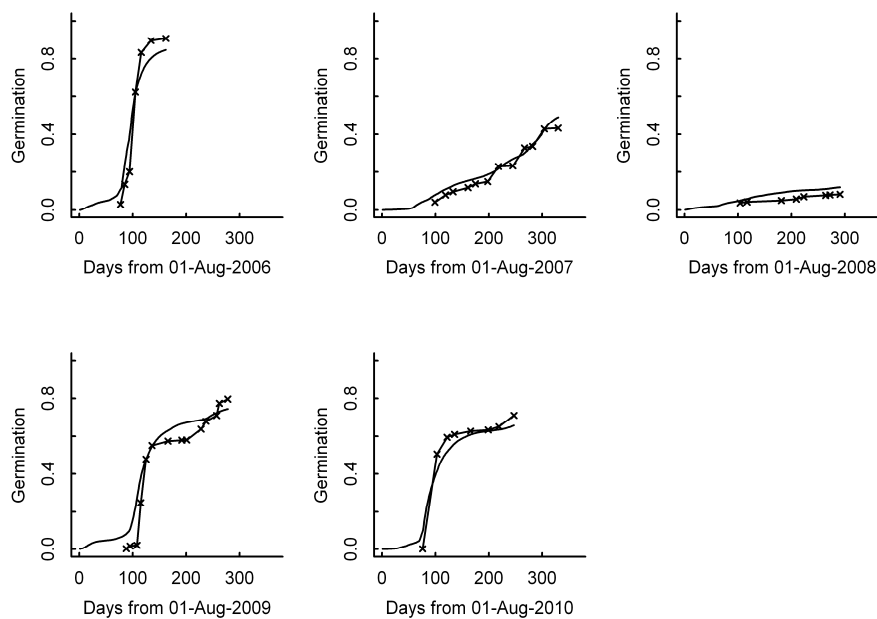 0.8
0.8
0.8
Germination
Germination
Germination
0.4
0.4
0.4
0.0
0.0
0.0
0 100 200 300
0 100 200 300
0 100 200 300
Days from 01-Aug-2006
Days from 01-Aug-2007
Days from 01-Aug-2008
0.8
0.8
Germination
Germination
0.4
0.4
0.0
0.0
0 100 200 300
0 100 200 300
Days from 01-Aug-2009
Days from 01-Aug-2010